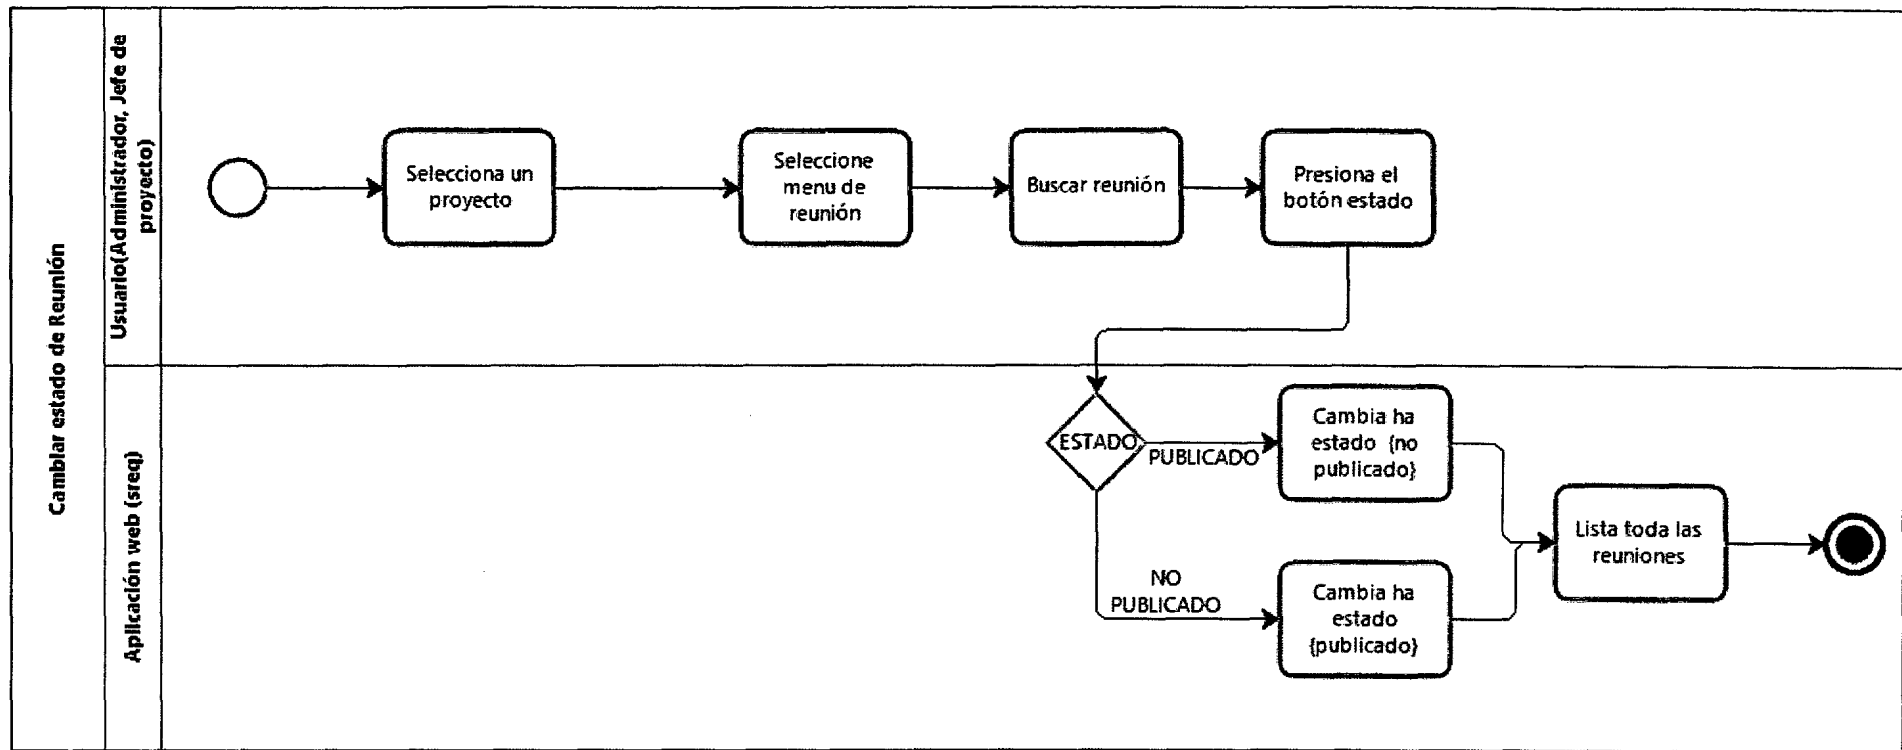 Cambiar estado de Reunión
Usuario(Administrador, Jefe de
proyecto)
Selecciona un
proyecto
Seleccione
menu de
reunión
Buscar reunión
Presiona el
botón estado
Aplicación web (sreq)
ESTADO
PUBLICADO
Cambia ha
estado (no
publicado}
NO
PUBLICADO
Cambia ha
estado
{publicado}
Lista toda las
reuniones